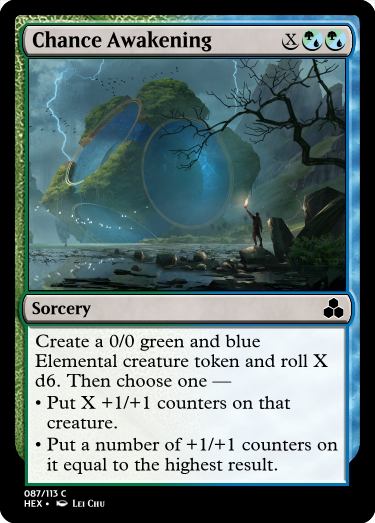 Chance Awakening X
Sorcery
Create a 0/0 green and blue
Elemental creature token and roll X
d6. Then choose one —
• Put X +1/+1 counters on that
creature.
• Put a number of +1/+1 counters on
it equal to the highest result.
087/113 C
HEX • Lei Chu